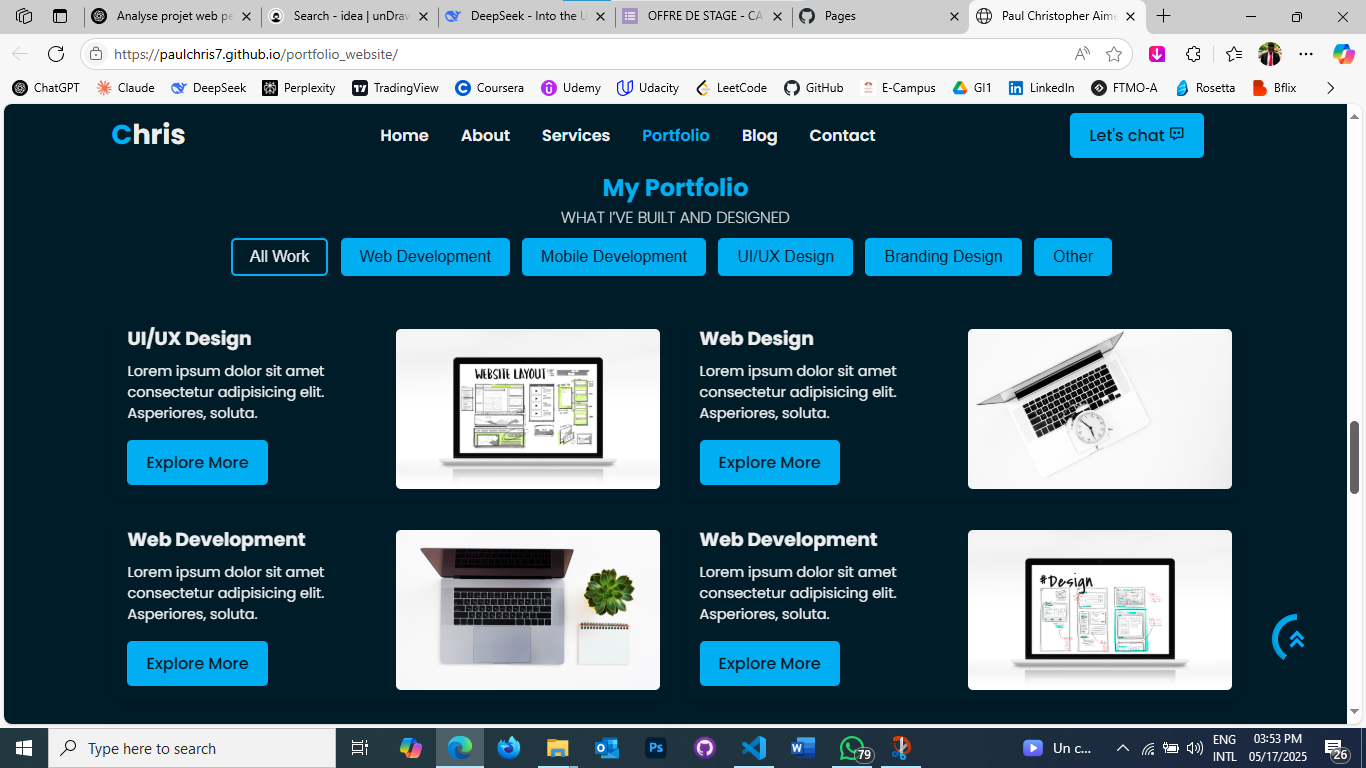 Analyse projet web pe
Search - idea | unDraw
DeepSeek - Into the U
OFFRE DE STAGE - CA
Pages
Paul Christopher Aime
https://paulchris7.github.io/portfolio_website/
ChatGPT
Claude
DeepSeek
Perplexity
TradingView
Coursera
Udemy
Udacity
LeetCode
GitHub
E-Campus
GI1
LinkedIn
FTMO-A
Rosetta
Bflix
Chris
Home
About
Services
Portfolio
Blog
Contact
Let's chat
My Portfolio
WHAT I'VE BUILT AND DESIGNED
All Work
Web Development
Mobile Development
UI/UX Design
Branding Design
Other
UI/UX Design
Lorem ipsum dolor sit amet
consectetur adipisicing elit.
Asperiores, soluta.
Explore More
WEBSITE LAYOUT
Web Design
Lorem ipsum dolor sit amet
consectetur adipisicing elit.
Asperiores, soluta.
Explore More
Web Development
Lorem ipsum dolor sit amet
consectetur adipisicing elit.
Asperiores, soluta.
Explore More
Web Development
Lorem ipsum dolor sit amet
consectetur adipisicing elit.
Asperiores, soluta.
Explore More
#Design
Type here to search
79
Un c...
ENG
INTL
03:53 PM
05/17/2025
26